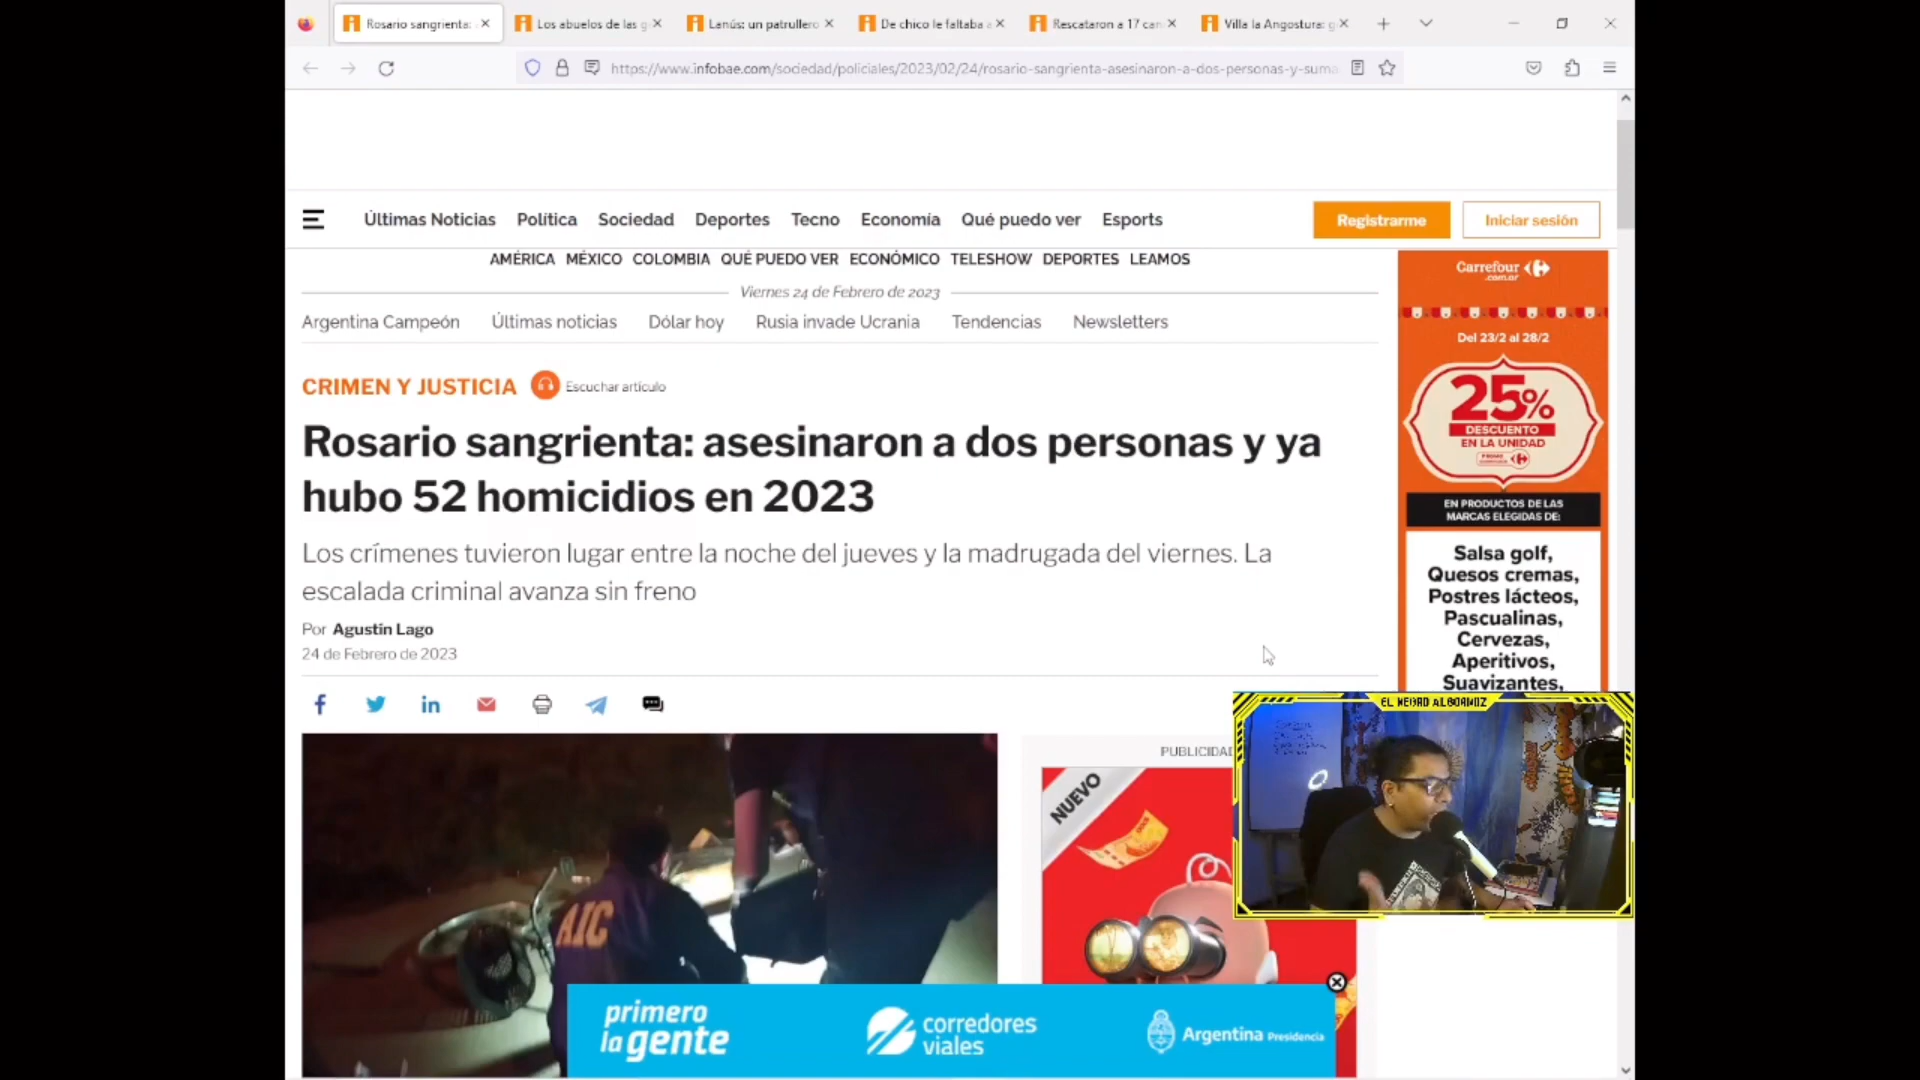 Rosario sangrienta:
Los abuelos de las g
Lanús: un patrullero
De chico le faltaba a
Rescataron a 17 can
Villa la Angostura: g
https://www.infobae.com/sociedad/policiales/2023/02/24/rosario-sangrienta-asesinaron-a-dos-personas-y-suma
Últimas Noticias Política Sociedad Deportes Tecno Economía Qué puedo ver Esports
Registrarme
Iniciar sesión
AMÉRICA MÉXICO COLOMBIA QUÉ PUEDO VER ECONÓMICO TELESHOW DEPORTES LEAMOS
Viernes 24 de Febrero de 2023
Argentina Campeón Últimas noticias Dólar hoy Rusia invade Ucrania Tendencias Newsletters
CRIMEN Y JUSTICIA
Escuchar artículo
Rosario sangrienta: asesinaron a dos personas y ya
hubo 52 homicidios en 2023
Los crímenes tuvieron lugar entre la noche del jueves y la madrugada del viernes. La
escalada criminal avanza sin freno
Por Agustín Lago
24 de Febrero de 2023
Carrefour
.com.ar
Del 23/2 al 28/2
25%
DESCUENTO
EN LA UNIDAD
EN PRODUCTOS DE LAS
MARCAS ELEGIDAS DE:
Salsa golf,
Quesos cremas,
Postres lácteos,
Pascualinas,
Cervezas,
Aperitivos,
Suavizantes,
PUBLICIDAD
NUEVO
AIC
primero
la gente
corredores
viales
Argentina Presidencia